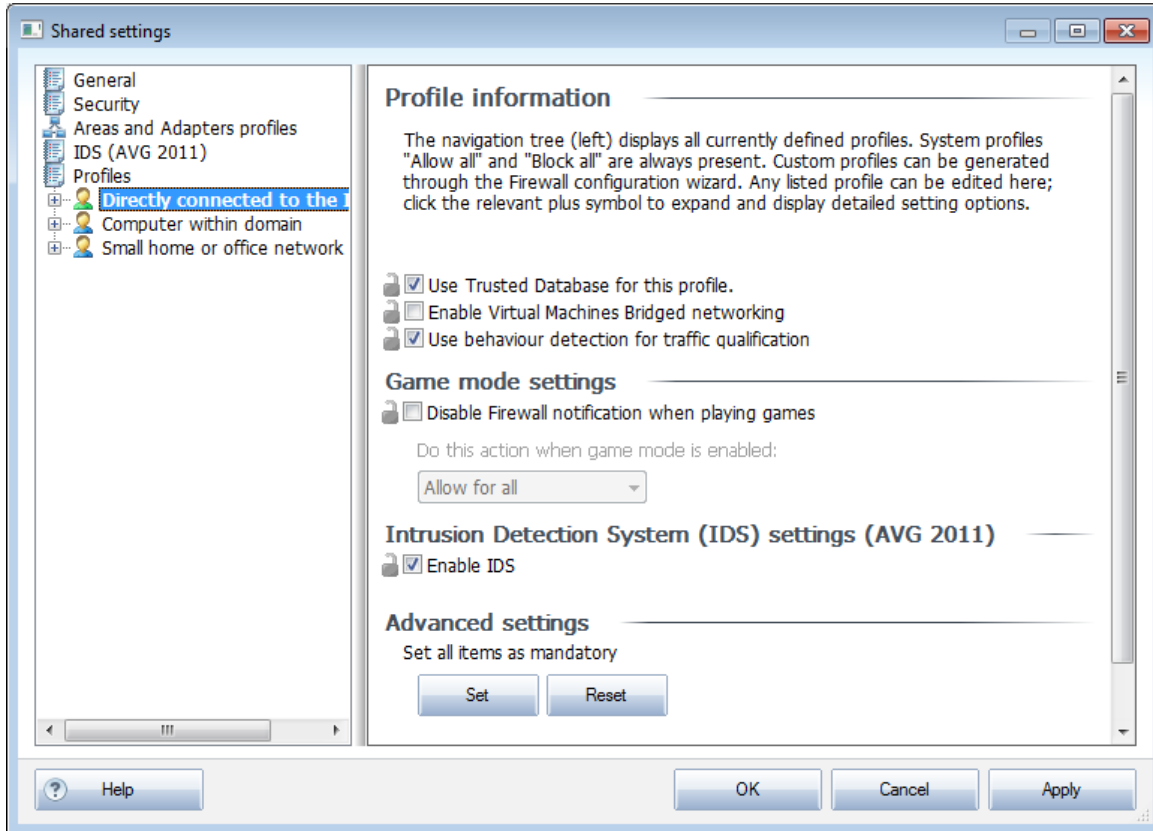 Shared settings
General
Security
Areas and Adapters profiles
IDS (AVG 2011)
Profiles
Directly connected to the I
Computer within domain
Small home or office network
Profile information
The navigation tree (left) displays all currently defined profiles. System profiles
"Allow all" and "Block all" are always present. Custom profiles can be generated
through the Firewall configuration wizard. Any listed profile can be edited here;
click the relevant plus symbol to expand and display detailed setting options.
Use Trusted Database for this profile.
Enable Virtual Machines Bridged networking
Use behaviour detection for traffic qualification
Game mode settings
Disable Firewall notification when playing games
Do this action when game mode is enabled:
Allow for all
Intrusion Detection System (IDS) settings (AVG 2011)
Enable IDS
Advanced settings
Set all items as mandatory
Set Reset
? Help OK Cancel Apply